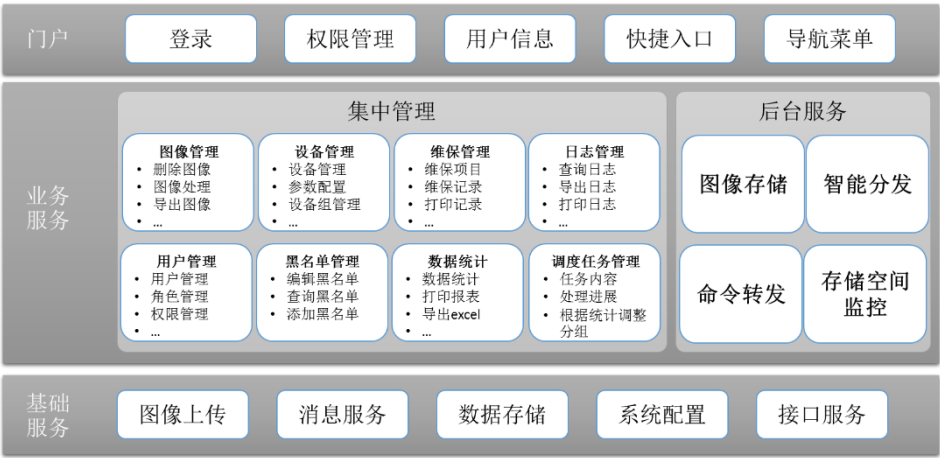 门户
登录
权限管理
用户信息
快捷入口
导航菜单
业务
服务
集中管理
图像管理
• 删除图像
• 图像处理
• 导出图像
• ...
设备管理
• 设备管理
• 参数配置
• 设备组管理
• ...
维保管理
• 维保项目
• 维保记录
• 打印记录
• ...
日志管理
• 查询日志
• 导出日志
• 打印日志
• ...
用户管理
• 用户管理
• 角色管理
• 权限管理
• ...
黑名单管理
• 编辑黑名单
• 查询黑名单
• 添加黑名单
数据统计
• 数据统计
• 打印报表
• 导出excel
• ...
调度任务管理
• 任务内容
• 处理进展
• 根据统计调整
分组
后台服务
图像存储
智能分发
命令转发
存储空间
监控
基础
服务
图像上传
消息服务
数据存储
系统配置
接口服务